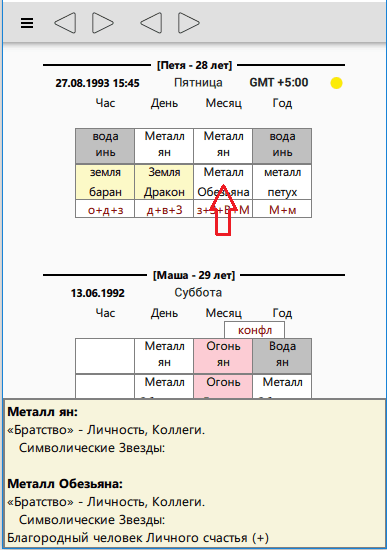 [Петя - 28 лет]
27.08.1993 15:45 Пятница GMT +5:00
Час День Месяц Год
вода Металл Металл вода
инь ян ян инь
земля Земля Металл металл
баран Дракон Обезьяна петух
о+д+з д+в+З М+м
[Маша - 29 лет]
13.06.1992 Суббота
Час День Месяц Год
конфл
Металл Огонь Вода
ян ян ян
Металл Огонь Металл
Металл ян:
«Братство» - Личность, Коллеги.
Символические Звезды:
Металл Обезьяна:
«Братство» - Личность, Коллеги.
Символические Звезды:
Благородный человек Личного счастья (+)